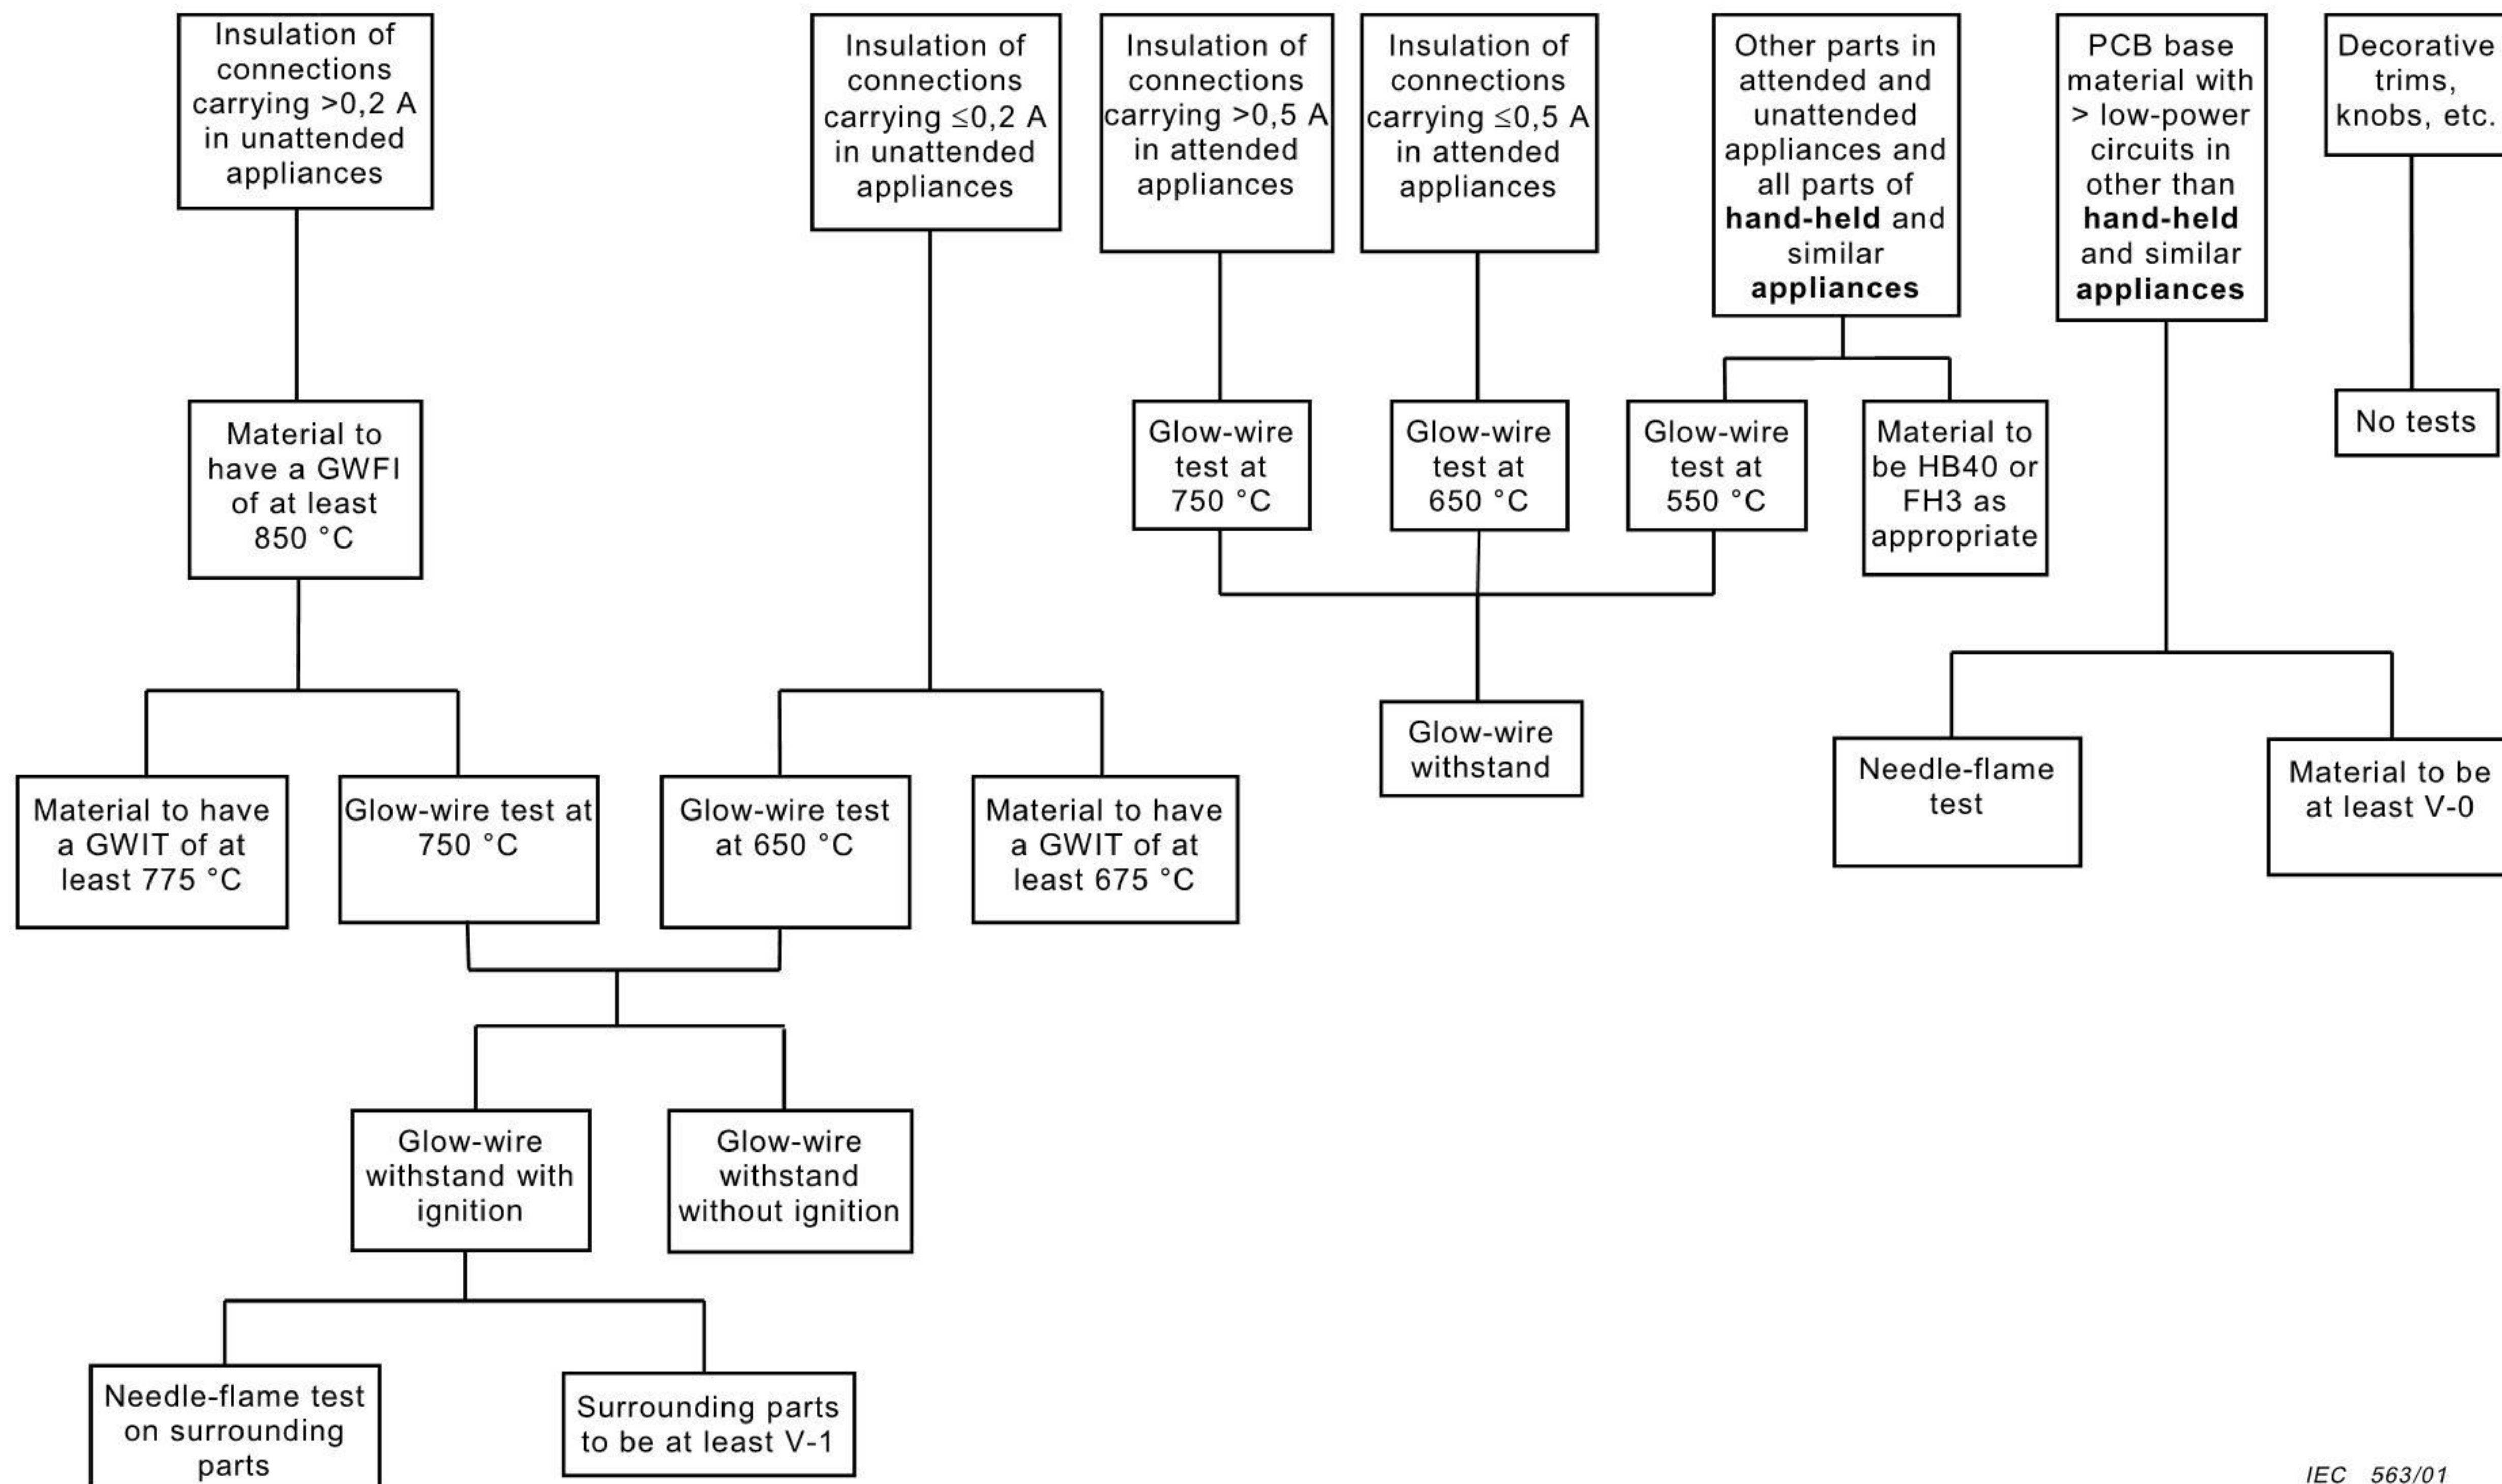 Insulation of
connections
carrying >0,2 A
in unattended
appliances
Insulation of
connections
carrying ≤0,2 A
in unattended
appliances
Insulation of
connections
carrying >0,5 A
in attended
appliances
Insulation of
connections
carrying ≤0,5 A
in attended
appliances
Other parts in
attended and
unattended
appliances and
all parts of
hand-held and
similar
appliances
PCB base
material with
> low-power
circuits in
other than
hand-held
and similar
appliances
Decorative
trims,
knobs, etc.
Material to
have a GWFI
of at least
850 °C
Glow-wire
test at
750 °C
Glow-wire
test at
650 °C
Glow-wire
test at
550 °C
Material to
be HB40 or
FH3 as
appropriate
No tests
Glow-wire
withstand
Needle-flame
test
Material to be
at least V-0
Material to have
a GWIT of at
least 775 °C
Glow-wire test at
750 °C
Glow-wire test
at 650 °C
Material to have
a GWIT of at
least 675 °C
Glow-wire
withstand with
ignition
Glow-wire
withstand
without ignition
Needle-flame test
on surrounding
parts
Surrounding parts
to be at least V-1
IEC 563/01